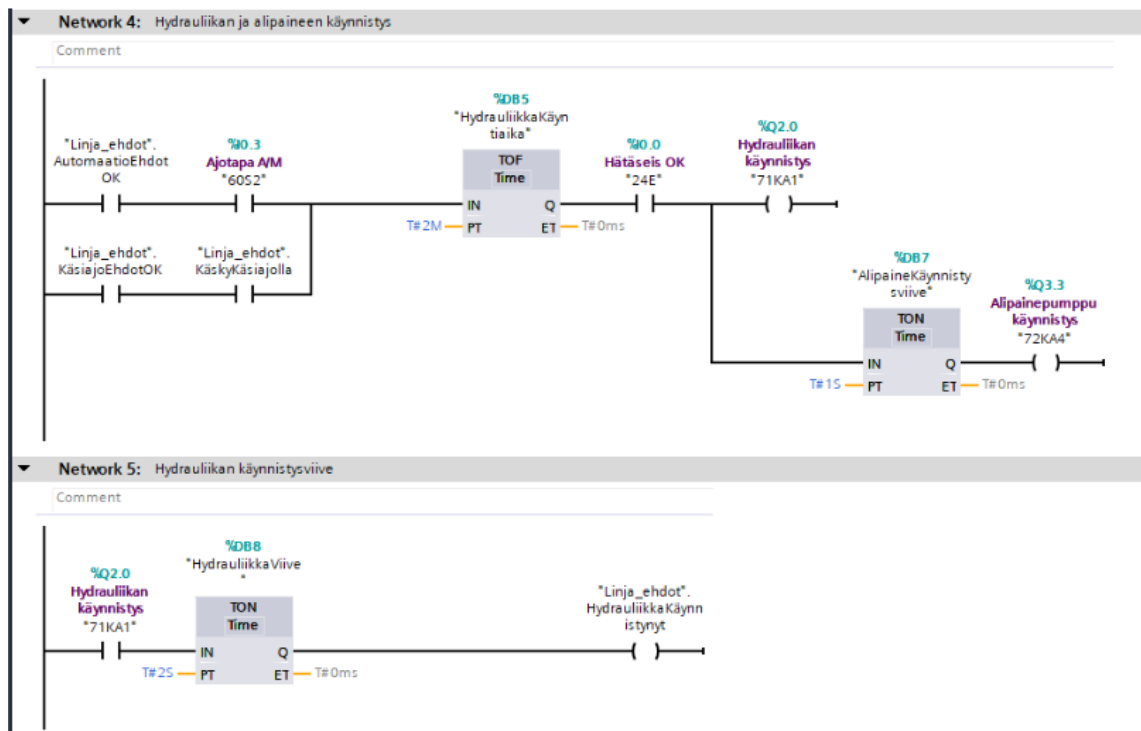 Network 4: Hydrauliikan ja alipaineen käynnistys
Comment
%DB5
"HydrauliikkaKäyn
tiaika"
TOF
Time
IN
Q
T#2M
PT
ET
T#0ms
"Linja_ehdot".
AutomaatioEhdot
OK
%I0.3
Ajotapa A/M
"60S2"
"Linja_ehdot".
KäsiajoEhdotOK
"Linja_ehdot".
KäskyKäsiajolla
%I0.0
Hätäseis OK
"24E"
%Q2.0
Hydrauliikan
käynnistys
"71KA1"
%DB7
"AlipaineKäynnisty
sviive"
TON
Time
IN
Q
T#1S
PT
ET
T#0ms
%Q3.3
Alipainepumppu
käynnistys
"72KA4"
Network 5: Hydrauliikan käynnistysviive
Comment
%Q2.0
Hydrauliikan
käynnistys
"71KA1"
%DB8
"HydrauliikkaViive
"
TON
Time
IN
Q
T#2S
PT
ET
T#0ms
"Linja_ehdot".
HydrauliikkaKäynn
istynyt